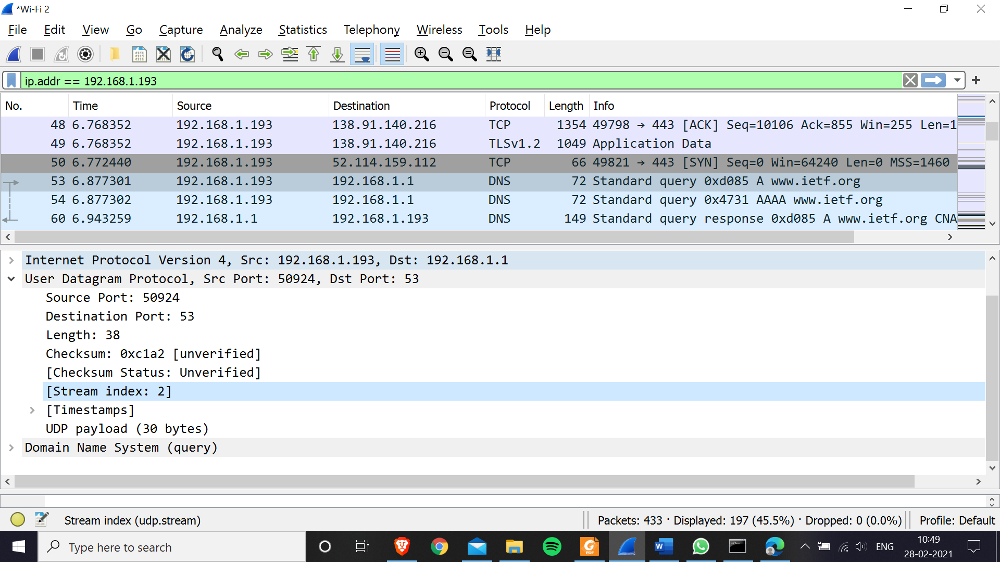 *Wi-Fi 2
File Edit View Go Capture Analyze Statistics Telephony Wireless Tools Help
ip.addr == 192.168.1.193
No. Time Source Destination Protocol Length Info
48 6.768352 192.168.1.193 138.91.140.216 TCP 1354 49798 → 443 [ACK] Seq=10106 Ack=855 Win=255 Len=1
49 6.768352 192.168.1.193 138.91.140.216 TLSv1.2 1049 Application Data
50 6.772440 192.168.1.193 52.114.159.112 TCP 66 49821 → 443 [SYN] Seq=0 Win=64240 Len=0 MSS=1460
53 6.877301 192.168.1.193 192.168.1.1 DNS 72 Standard query 0xd085 A www.ietf.org
54 6.877302 192.168.1.193 192.168.1.1 DNS 72 Standard query 0x4731 AAAA www.ietf.org
60 6.943259 192.168.1.1 192.168.1.193 DNS 149 Standard query response 0xd085 A www.ietf.org CNA
Internet Protocol Version 4, Src: 192.168.1.193, Dst: 192.168.1.1
User Datagram Protocol, Src Port: 50924, Dst Port: 53
Source Port: 50924
Destination Port: 53
Length: 38
Checksum: 0xc1a2 [unverified]
[Checksum Status: Unverified]
[Stream index: 2]
[Timestamps]
UDP payload (30 bytes)
Domain Name System (query)
Stream index (udp.stream) Packets: 433 · Displayed: 197 (45.5%) · Dropped: 0 (0.0%) Profile: Default
Type here to search ENG 10:49
28-02-2021